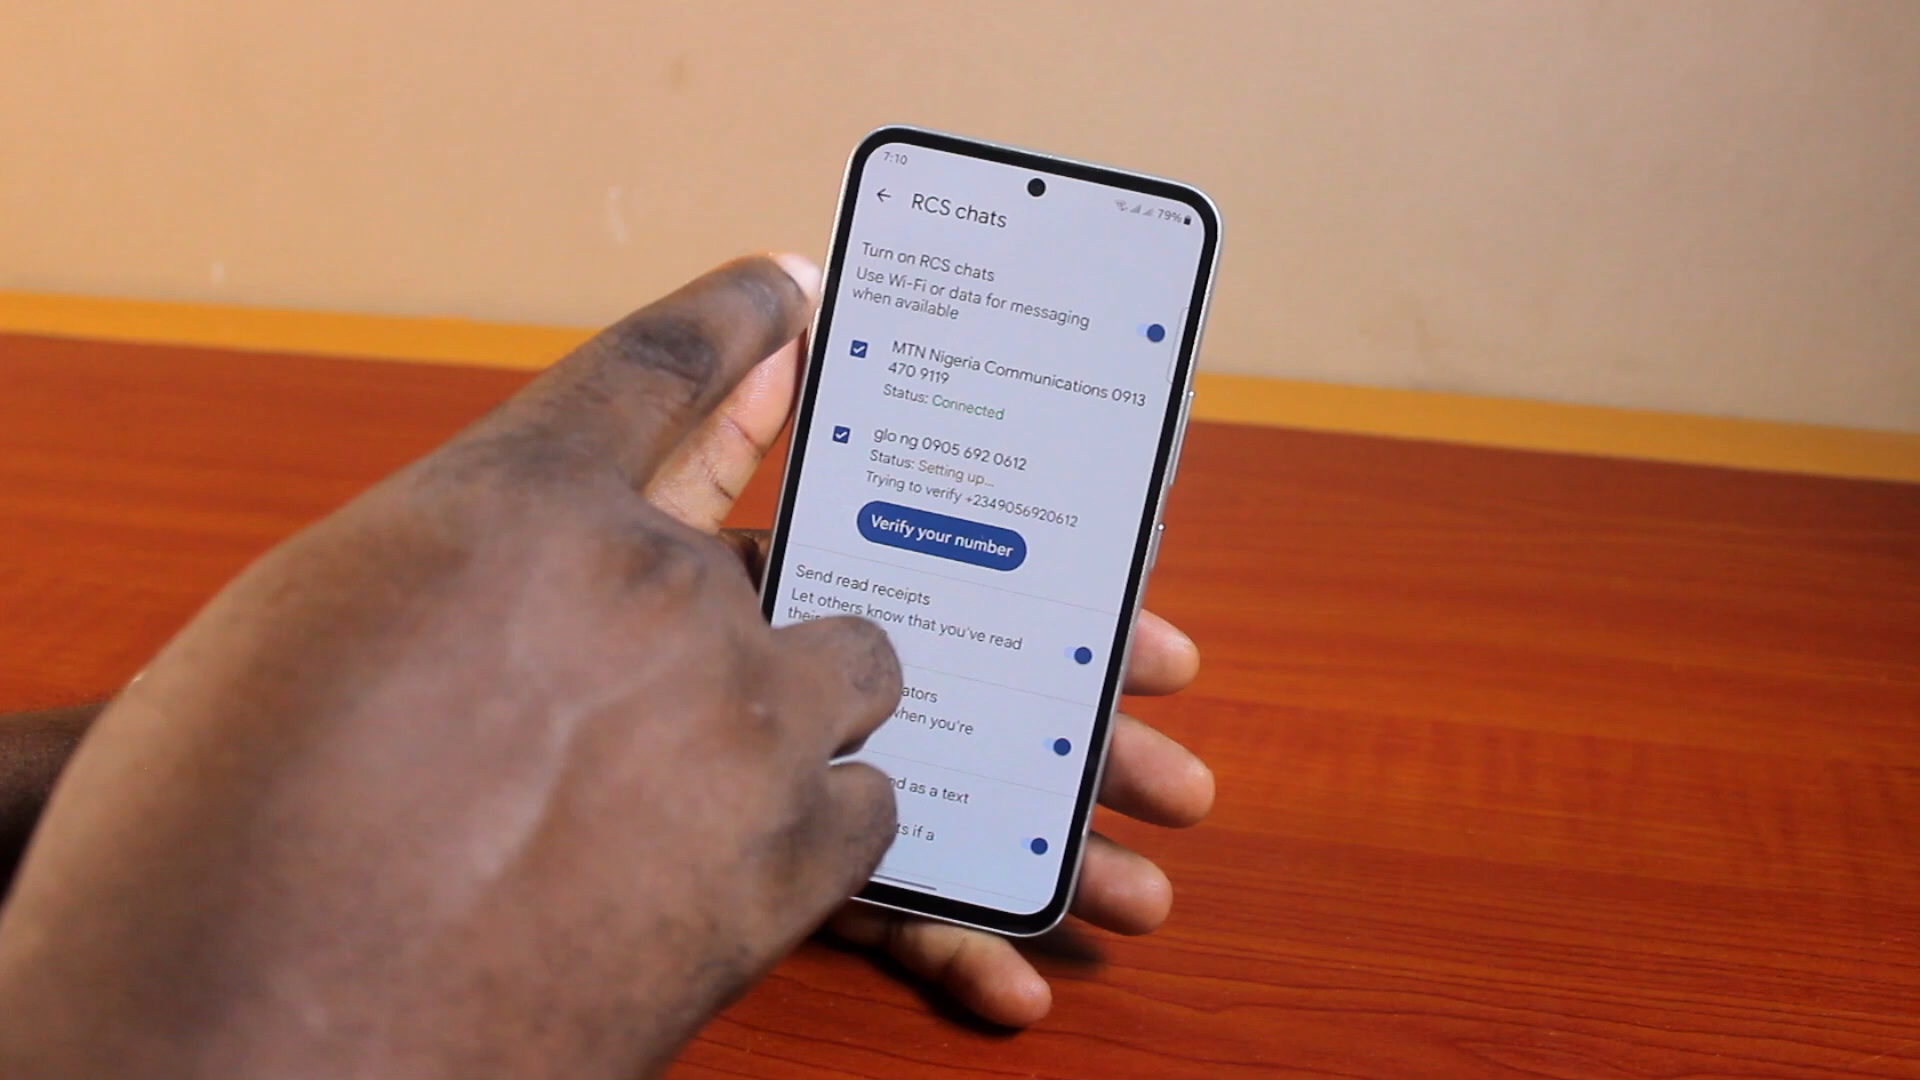 7:10
79%
RCS chats
Turn on RCS chats
Use Wi-Fi or data for messaging
when available
MTN Nigeria Communications 0913
470 9119
Status: Connected
glo ng 0905 692 0612
Status: Setting up...
Trying to verify +2349056920612
Verify your number
Send read receipts
Let others know that you've read
ators
when you're
nd as a text
ts if a